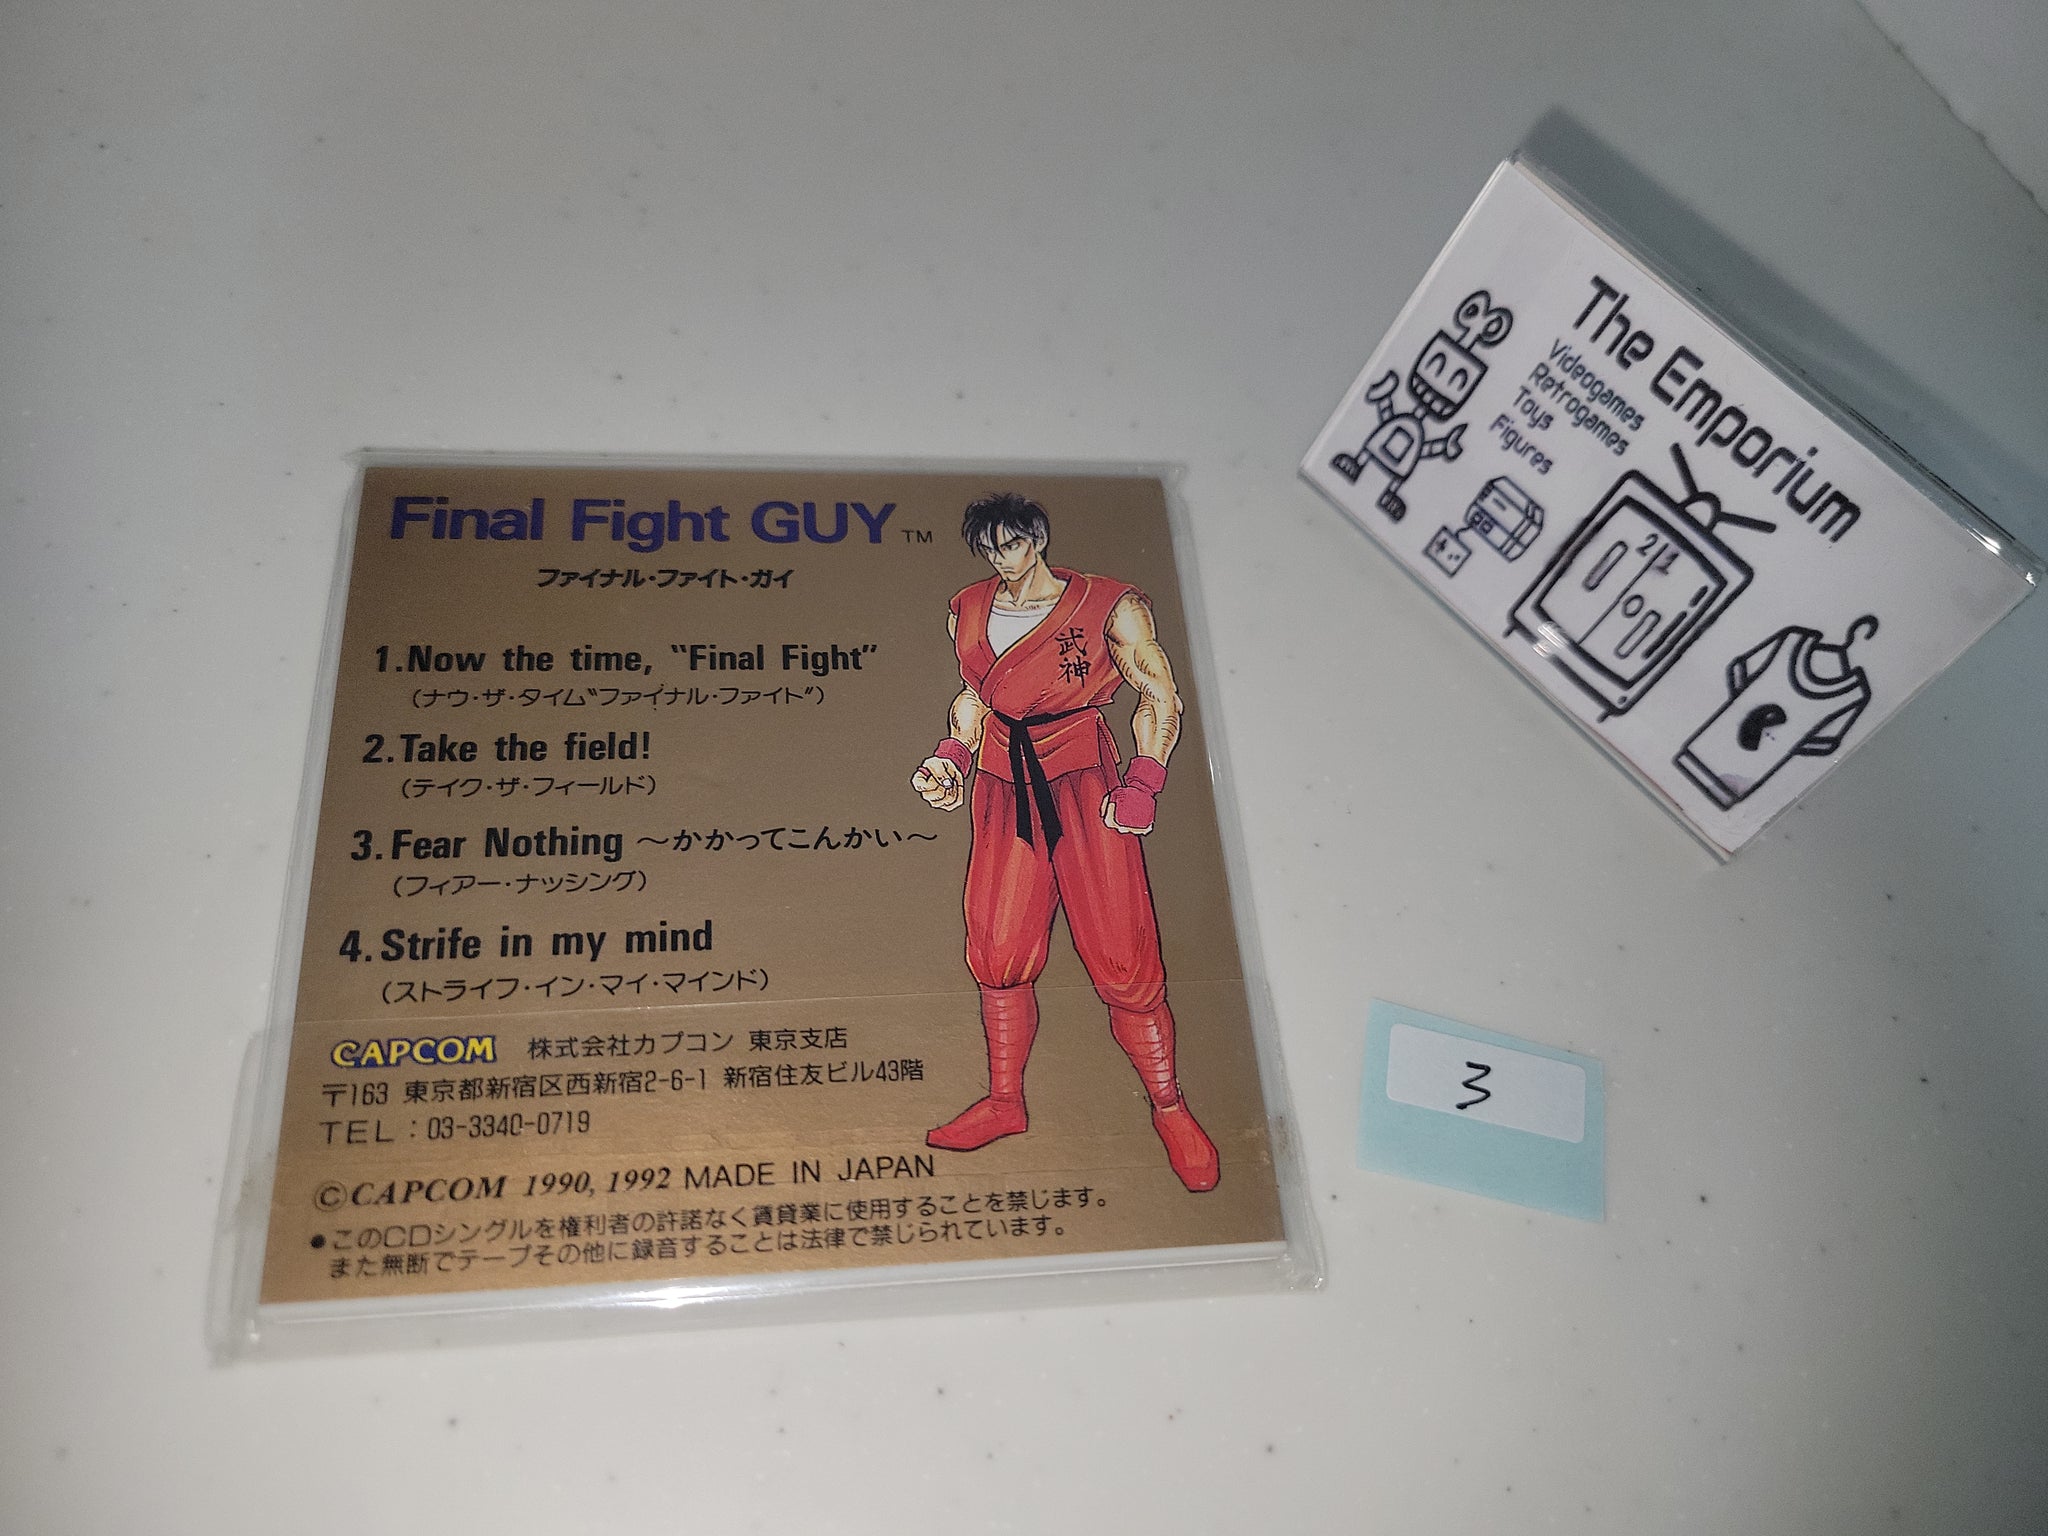 Final Fight GUY™
ファイナル・ファイト・ガイ
1.Now the time, “Final Fight”
(ナウ・ザ・タイム“ファイナル・ファイト”)
2.Take the field!
(テイク・ザ・フィールド)
3.Fear Nothing ～かかってこんかい～
(フィアー・ナッシング)
4.Strife in my mind
(ストライフ・イン・マイ・マインド)
武神
CAPCOM 株式会社カプコン 東京支店
〒163 東京都新宿区西新宿2-6-1 新宿住友ビル43階
TEL：03-3340-0719
©CAPCOM 1990, 1992 MADE IN JAPAN
●このCDシングルを権利者の許諾なく賃貸業に使用することを禁じます。
また無断でテープその他に録音することは法律で禁じられています。
The Emporium
Videogames
Retrogames
Toys
Figures
21
3